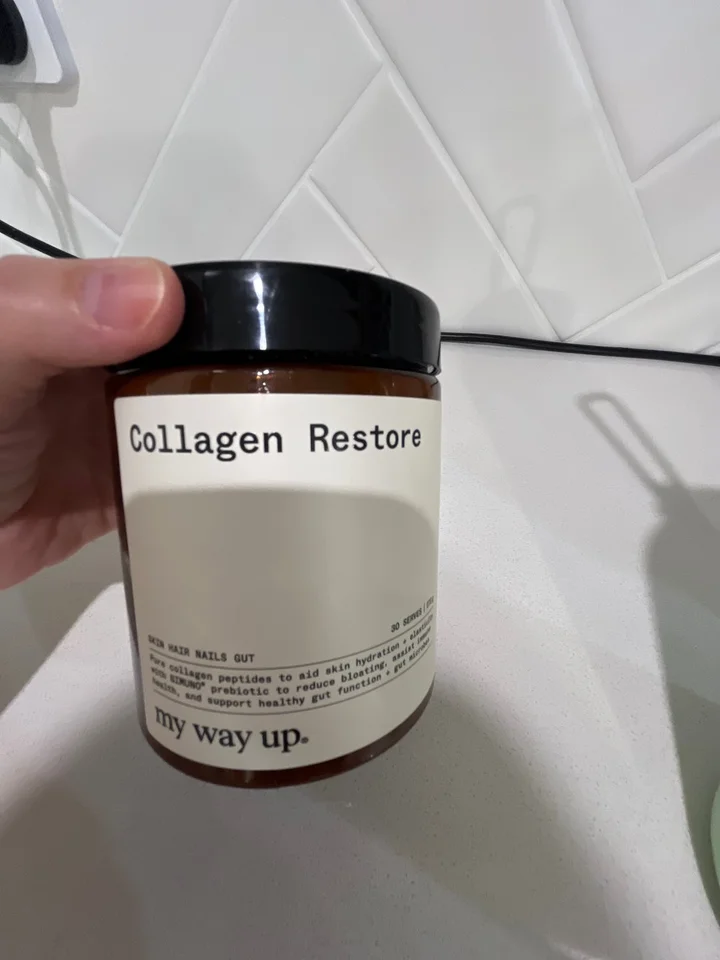 Collagen Restore
30 SERVES |
SKIN HAIR NAILS GUT
Pure collagen peptides to aid skin hydration + elasticity
with BIMUNO® prebiotic to reduce bloating, assist immune
health, and support healthy gut function + gut microbe
my way up®